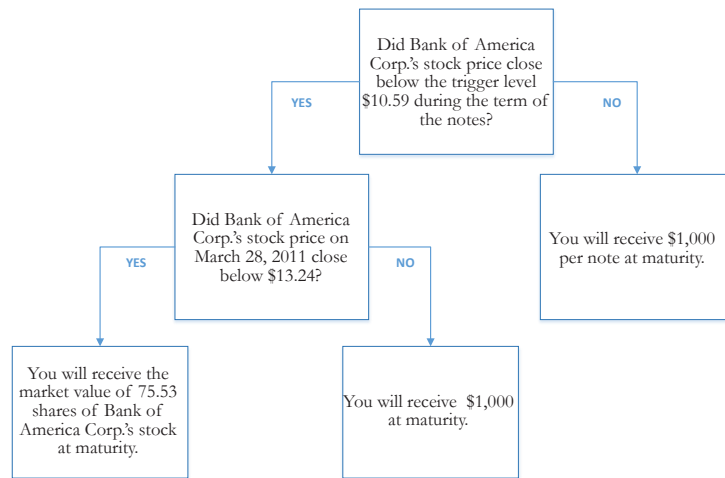 Did Bank of America
Corp.'s stock price close
below the trigger level
$10.59 during the term of
the notes?
YES
NO
Did Bank of America
Corp.'s stock price on
March 28, 2011 close
below $13.24?
You will receive $1,000
per note at maturity.
YES
NO
You will receive the
market value of 75.53
shares of Bank of
America Corp.'s stock
at maturity.
You will receive $1,000
at maturity.